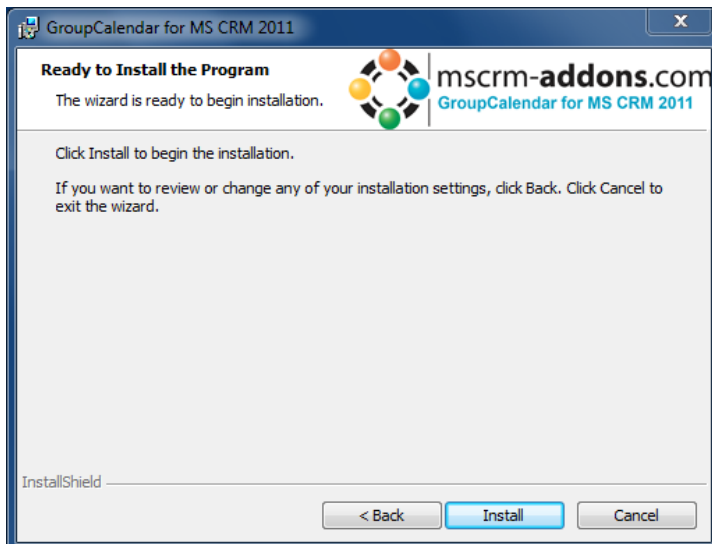 GroupCalendar for MS CRM 2011
x
Ready to Install the Program
The wizard is ready to begin installation.
mscrm-addons.com
GroupCalendar for MS CRM 2011
Click Install to begin the installation.
If you want to review or change any of your installation settings, click Back. Click Cancel to
exit the wizard.
InstallShield
< Back
Install
Cancel